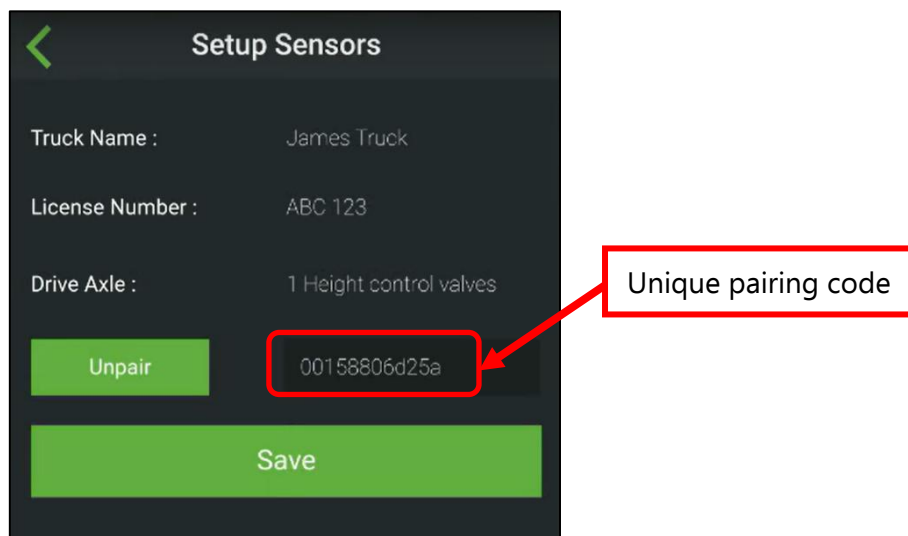 Setup Sensors
Truck Name : James Truck
License Number : ABC 123
Drive Axle : 1 Height control valves
Unique pairing code
Unpair 00158806d25a
Save